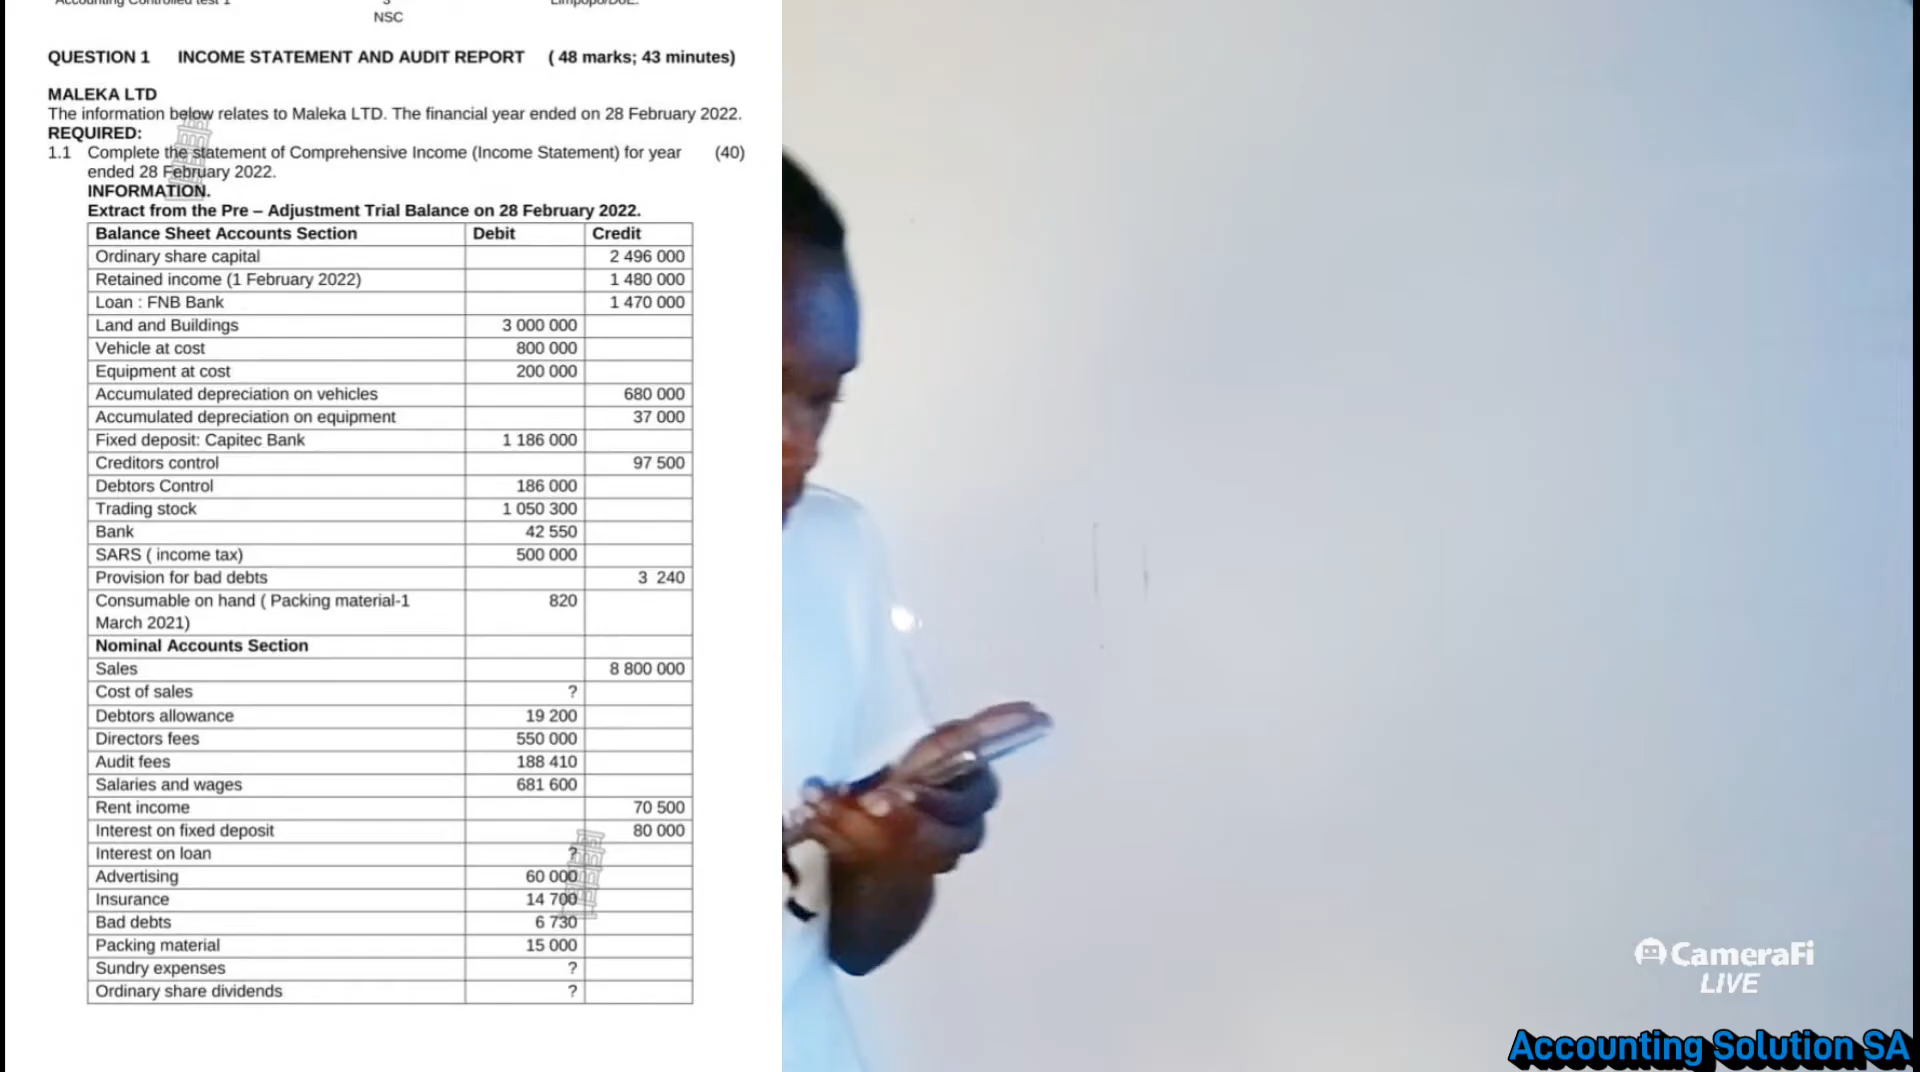 Accounting Controlled test 1 3 Limpopo/DoE.
NSC
QUESTION 1 INCOME STATEMENT AND AUDIT REPORT ( 48 marks; 43 minutes)
MALEKA LTD
The information below relates to Maleka LTD. The financial year ended on 28 February 2022.
REQUIRED:
1.1 Complete the statement of Comprehensive Income (Income Statement) for year (40)
ended 28 February 2022.
INFORMATION.
Extract from the Pre – Adjustment Trial Balance on 28 February 2022.
Balance Sheet Accounts Section Debit Credit
Ordinary share capital 2 496 000
Retained income (1 February 2022) 1 480 000
Loan : FNB Bank 1 470 000
Land and Buildings 3 000 000
Vehicle at cost 800 000
Equipment at cost 200 000
Accumulated depreciation on vehicles 680 000
Accumulated depreciation on equipment 37 000
Fixed deposit: Capitec Bank 1 186 000
Creditors control 97 500
Debtors Control 186 000
Trading stock 1 050 300
Bank 42 550
SARS ( income tax) 500 000
Provision for bad debts 3 240
Consumable on hand ( Packing material-1 820
March 2021)
Nominal Accounts Section
Sales 8 800 000
Cost of sales ?
Debtors allowance 19 200
Directors fees 550 000
Audit fees 188 410
Salaries and wages 681 600
Rent income 70 500
Interest on fixed deposit 80 000
Interest on loan ?
Advertising 60 000
Insurance 14 700
Bad debts 6 730
Packing material 15 000
Sundry expenses ?
Ordinary share dividends ?
CameraFi
LIVE
Accounting Solution SA